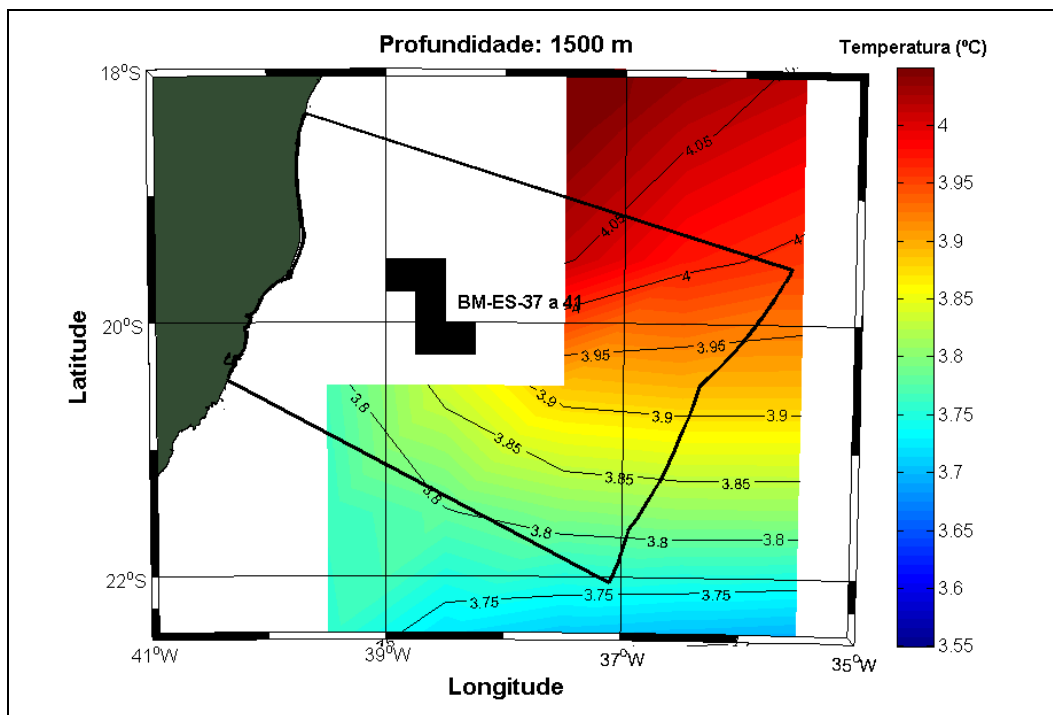 Profundidade: 1500 m
Temperatura (ºC)
18ºS
20ºS
22ºS
Latitude
41ºW
39ºW
37ºW
35ºW
Longitude
BM-ES-37 a 41
4.05
4.05
4
4
4
3.95
3.95
3.9
3.9
3.9
3.85
3.85
3.85
3.8
3.8
3.8
3.8
3.8
3.75
3.75
3.75
4
3.95
3.9
3.85
3.8
3.75
3.7
3.65
3.6
3.55